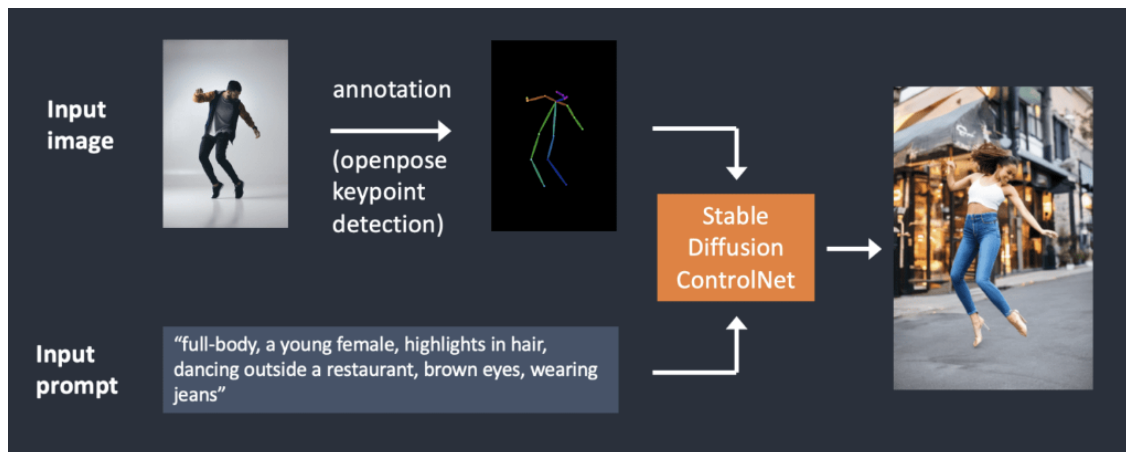 Input
image
annotation
(openpose
keypoint
detection)
Stable
Diffusion
ControlNet
Input
prompt
“full-body, a young female, highlights in hair,
dancing outside a restaurant, brown eyes, wearing
jeans”